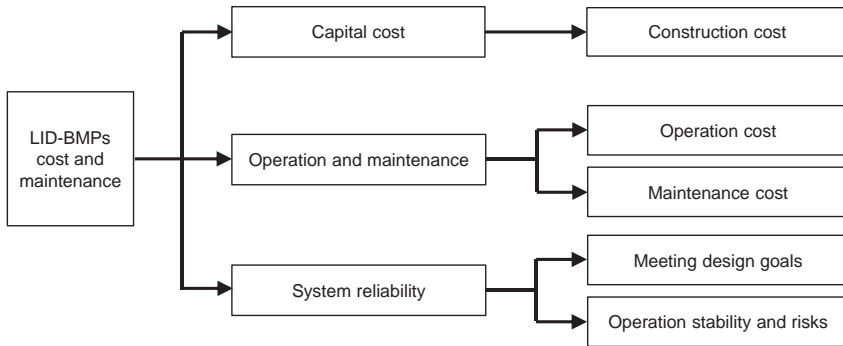 LID-BMPs
cost and
maintenance
Capital cost
Construction cost
Operation and maintenance
Operation cost
Maintenance cost
System reliability
Meeting design goals
Operation stability and risks